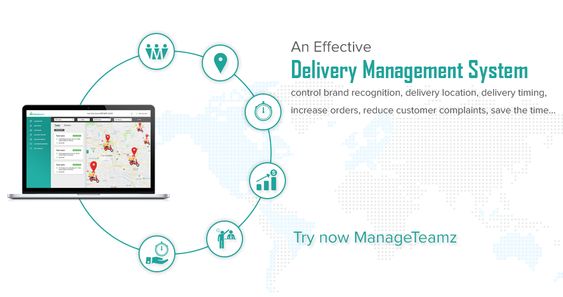 An Effective
Delivery Management System
control brand recognition, delivery location, delivery timing,
increase orders, reduce customer complaints, save the time...
Try now ManageTeamz